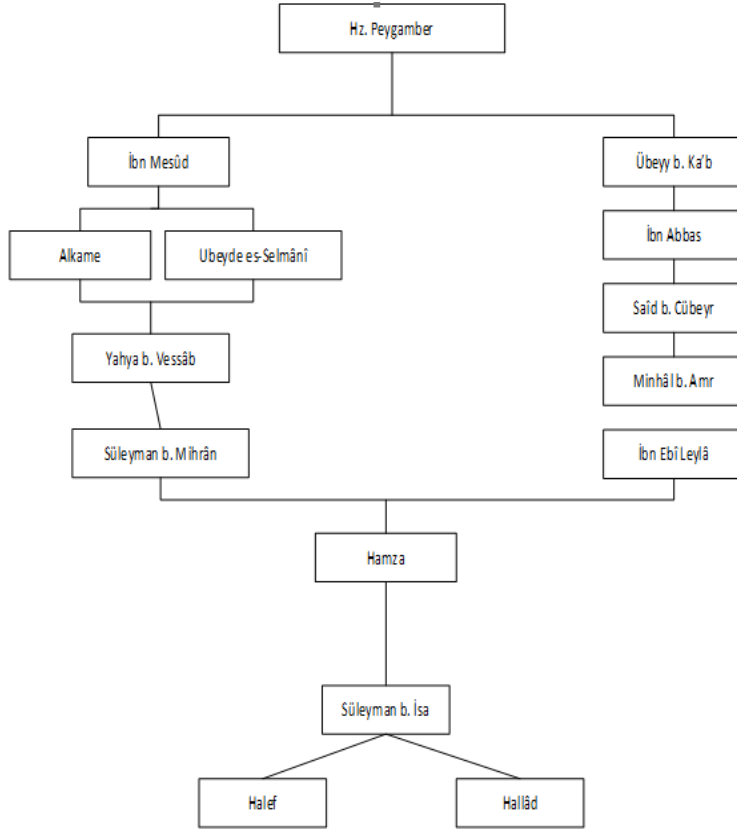 Hz. Peygamber
İbn Mesûd
Übeyy b. Ka'b
Alkame
Ubeyde es-Selmânî
İbn Abbas
Saîd b. Cübeyr
Yahya b. Vessâb
Minhâl b. Amr
Süleyman b. Mihrân
İbn Ebî Leylâ
Hamza
Süleyman b. İsa
Halef
Hallâd